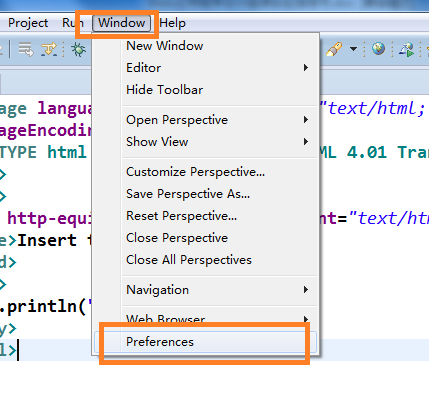 Project Run Window Help
New Window
Editor
Hide Toolbar
age langua "text/html;
ageEncodin
Open Perspective
Show View
TYPE html ML 4.01 Tran
>
Customize Perspective...
>
Save Perspective As...
http-equi nt="text/htm
Reset Perspective...
e>Insert t
Close Perspective
d>
Close All Perspectives
>
Navigation
.println("
Web Browser
y>
Preferences
l>